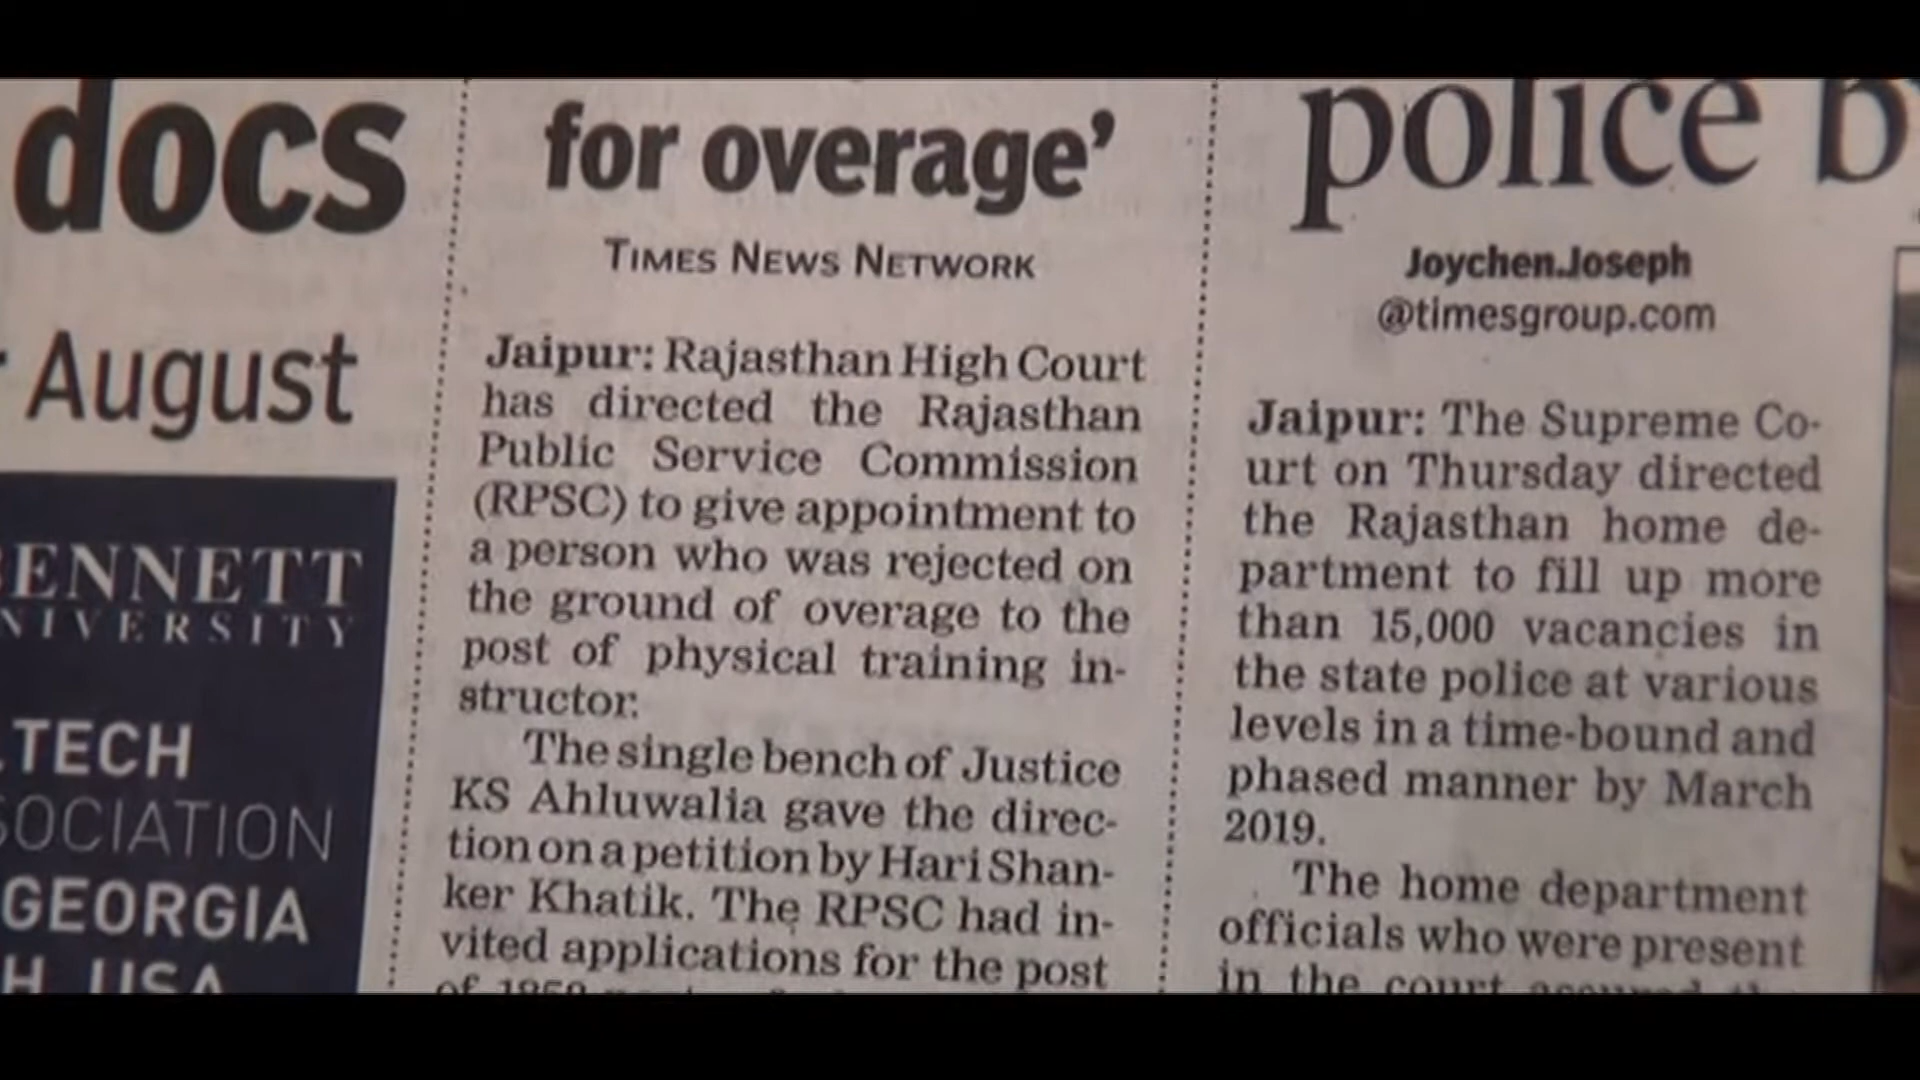 docs
August
ENNETT
NIVERSITY
TECH
OCIATION
GEORGIA
H USA
for overage’
TIMES NEWS NETWORK
Jaipur: Rajasthan High Court
has directed the Rajasthan
Public Service Commission
(RPSC) to give appointment to
a person who was rejected on
the ground of overage to the
post of physical training in-
structor.
The single bench of Justice
KS Ahluwalia gave the direc-
tion on a petition by Hari Shan-
ker Khatik. The RPSC had in-
vited applications for the post
of
police b
Joychen.Joseph
@timesgroup.com
Jaipur: The Supreme Co-
urt on Thursday directed
the Rajasthan home de-
partment to fill up more
than 15,000 vacancies in
the state police at various
levels in a time-bound and
phased manner by March
2019.
The home department
officials who were present
in the court